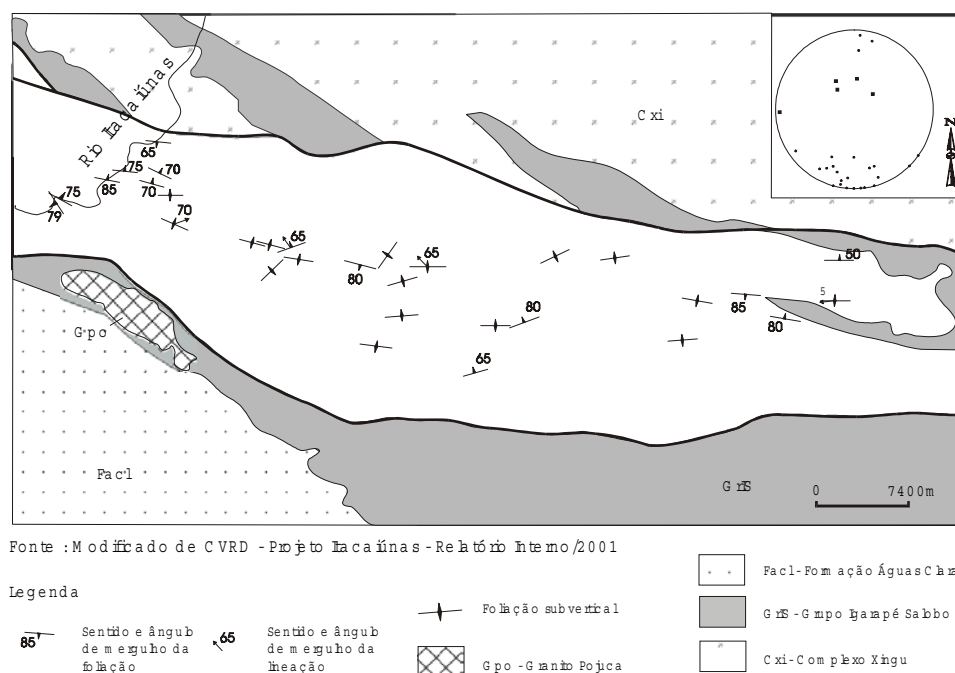 Rio Itacaiúnas
Cxi
N
65
75
70
85
70
75
79
70
65
65
80
50
5
85
80
80
65
Gpo
Facl
GrIS
0 7400m
Fonte : Modificado de CVRD - Projeto Itacaiúnas - Relatório Interno/2001
Legenda
85 Sentido e ângulo de mergulho da foliação
65 Sentido e ângulo de mergulho da lineação
Foliação subvertical
Gpo - Granito Pojuca
Facl-Formação Águas Clara
GrIS - Grupo Igarapé Salobo
Cxi-Complexo Xingu